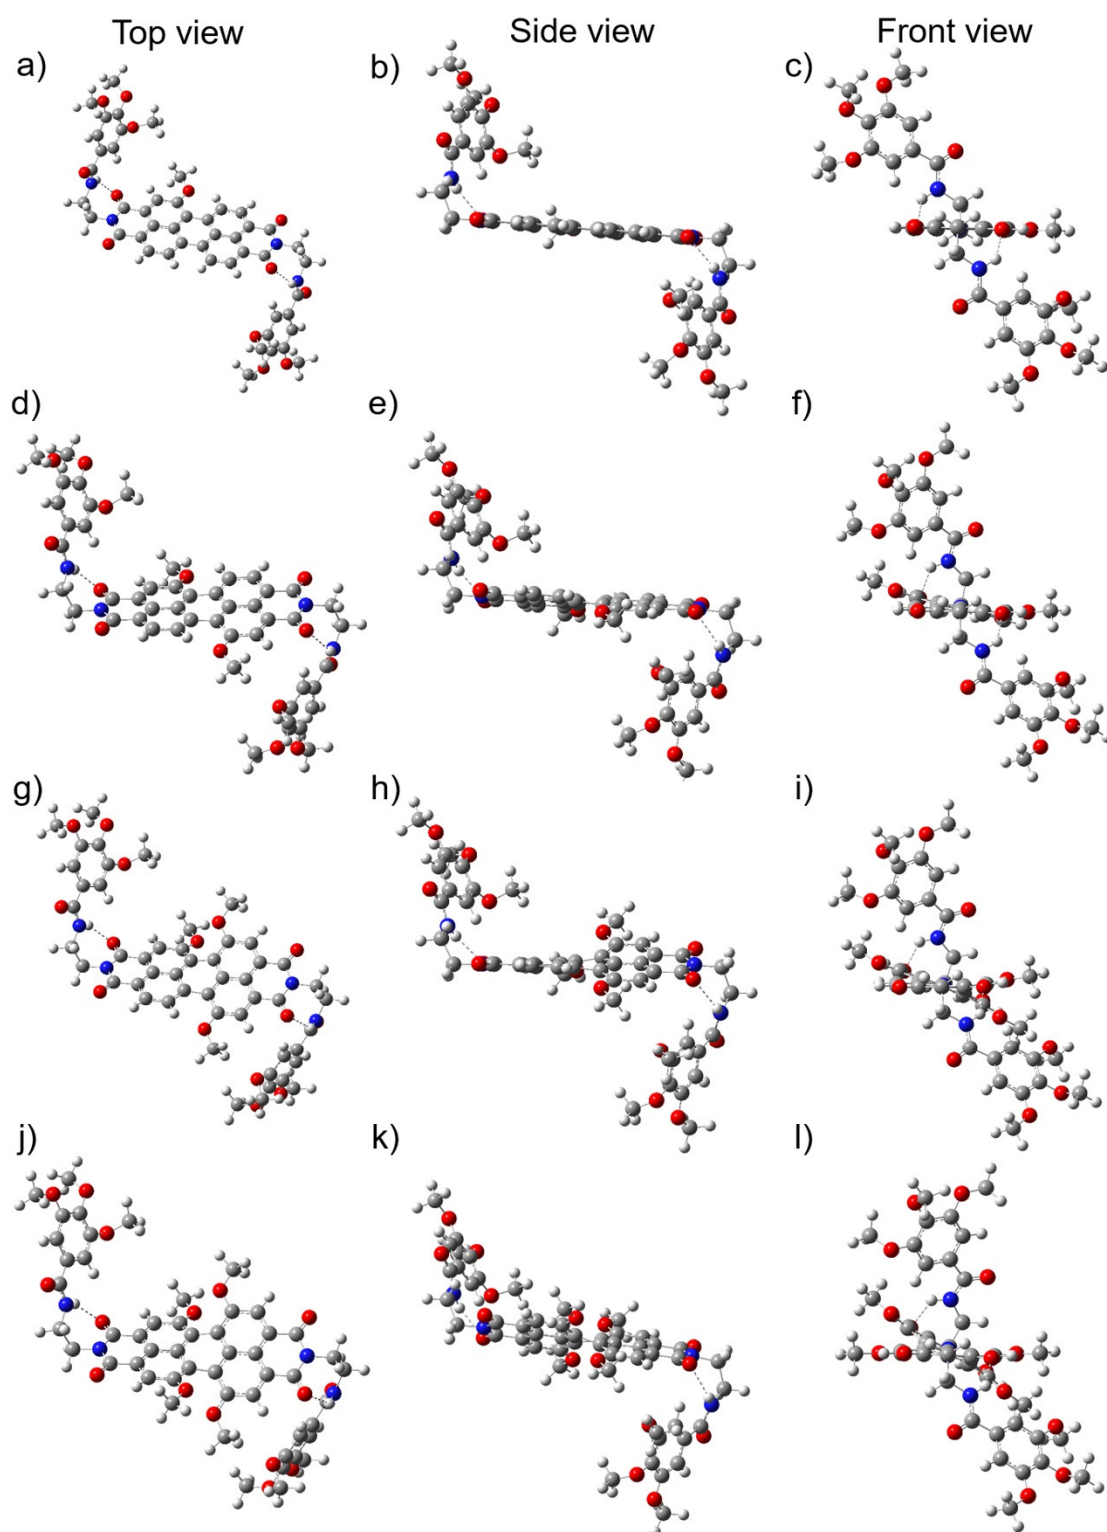 Top view Side view Front view
a) b) c)
d) e) f)
g) h) i)
j) k) l)